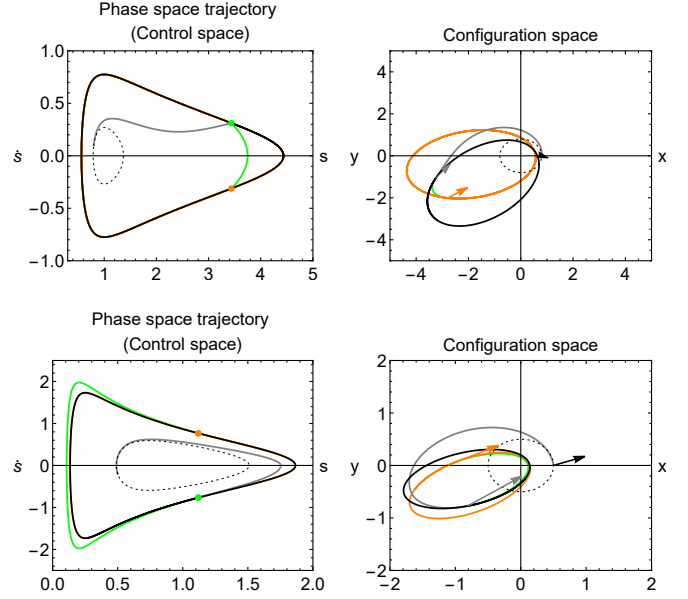 Phase space trajectory
(Control space)
Configuration space
1.0
0.5
0.0
−0.5
−1.0
ṡ
s
1 2 3 4 5
y
x
4
2
0
−2
−4
−4 −2 0 2 4
Phase space trajectory
(Control space)
Configuration space
2
1
0
−1
−2
ṡ
s
0.0 0.5 1.0 1.5 2.0
y
x
2
1
0
−1
−2
−2 −1 0 1 2